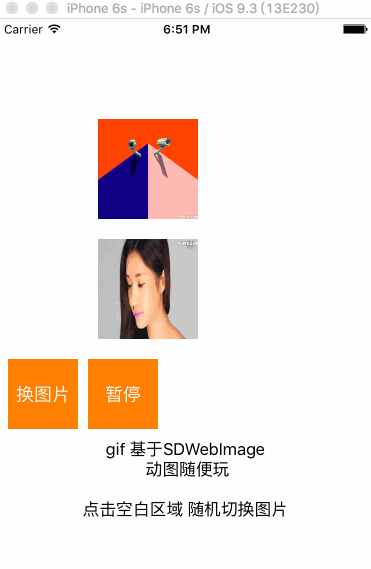 iPhone 6s - iPhone 6s / iOS 9.3 (13E230)
Carrier 6:51 PM
换图片 暂停
gif 基于SDWebImage
动图随便玩
点击空白区域 随机切换图片